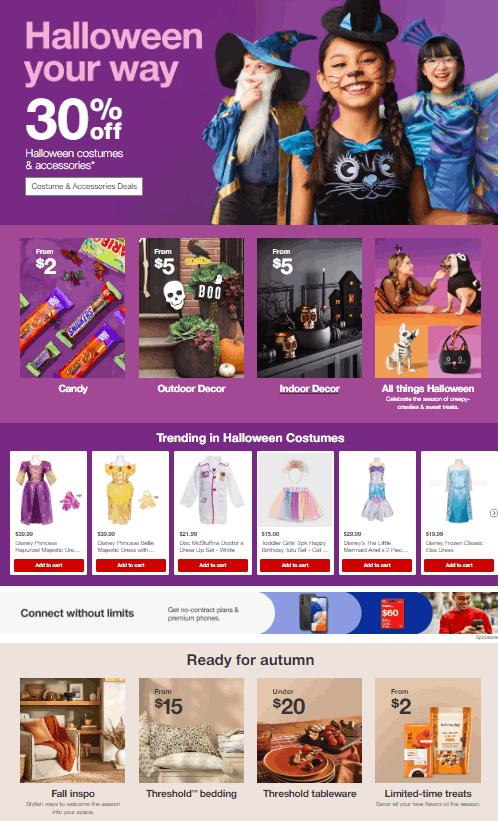 Halloween
your way
30% off
Halloween costumes
& accessories*
Costume & Accessories Deals
From
$2
From
$5
BOO
From
$5
Candy
Outdoor Decor
Indoor Decor
All things Halloween
Celebrate the season of creepy-
crawlies & sweet treats.
Trending in Halloween Costumes
$39.99
Disney Princess
Rapunzel Majestic Dre...
Add to cart
$39.99
Disney Princess Belle
Majestic Dress with...
Add to cart
$21.99
Doc McStuffins Doctor's
Dress Up Set - White
Add to cart
$15.00
Toddler Girls' 2pk Happy
Birthday Tutu Set - Cat ...
Add to cart
$29.99
Disney's The Little
Mermaid Ariel's 2 Piec...
Add to cart
$19.99
Disney Frozen Classic
Elsa Dress
Add to cart
Connect without limits
Get no-contract plans &
premium phones.
$60
Ready for autumn
From
$15
Under
$20
From
$2
Fall inspo
Stylish ways to welcome the season
into your space.
Threshold™ bedding
Threshold tableware
Limited-time treats
Savor all your fave flavors of the season.